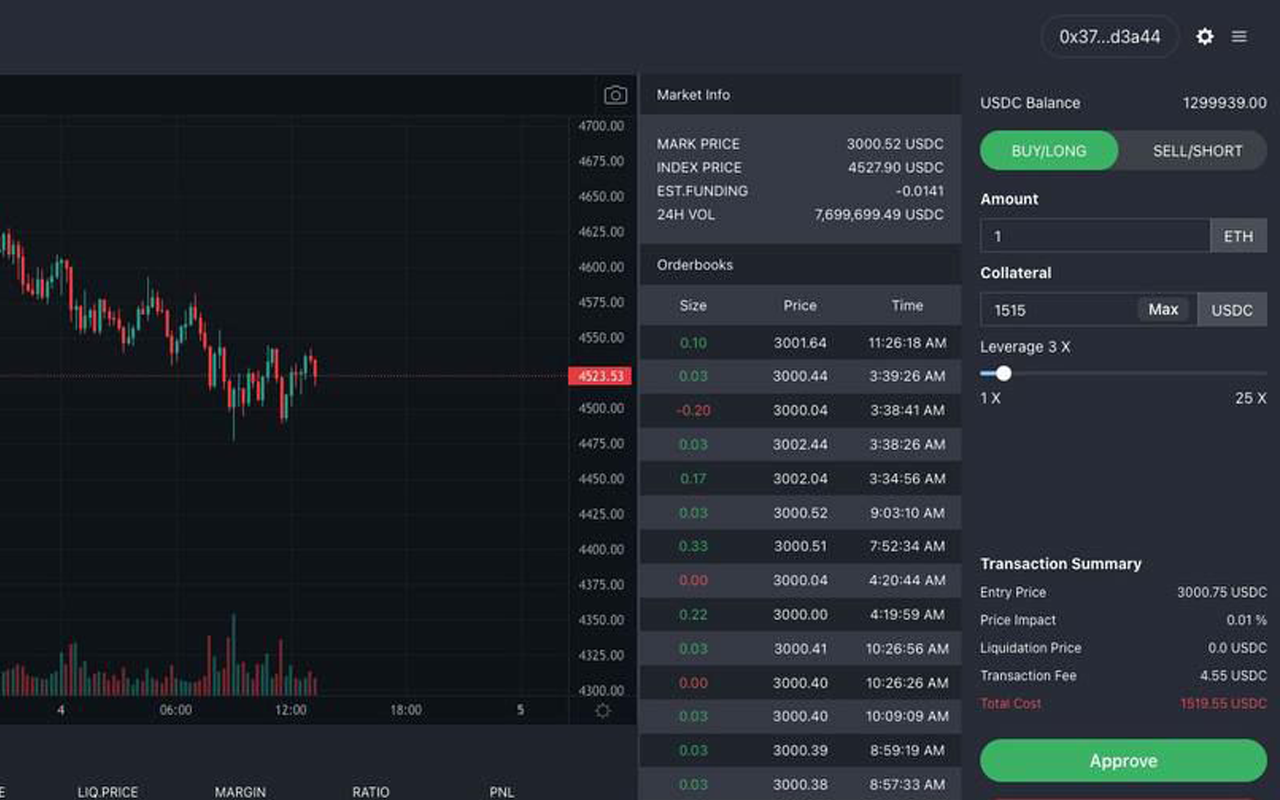 0x37...d3a44
4700.00
4675.00
4650.00
4625.00
4600.00
4575.00
4550.00
4523.53
4500.00
4475.00
4450.00
4425.00
4400.00
4375.00
4350.00
4325.00
4300.00
4 06:00 12:00 18:00 5
E LIQ.PRICE MARGIN RATIO PNL
Market Info
MARK PRICE 3000.52 USDC
INDEX PRICE 4527.90 USDC
EST.FUNDING -0.0141
24H VOL 7,699,699.49 USDC
Orderbooks
Size Price Time
0.10 3001.64 11:26:18 AM
0.03 3000.44 3:39:26 AM
-0.20 3000.04 3:38:41 AM
0.03 3002.44 3:38:26 AM
0.17 3002.04 3:34:56 AM
0.03 3000.52 9:03:10 AM
0.33 3000.51 7:52:34 AM
0.00 3000.04 4:20:44 AM
0.22 3000.00 4:19:59 AM
0.03 3000.41 10:26:56 AM
0.00 3000.40 10:26:26 AM
0.03 3000.40 10:09:09 AM
0.03 3000.39 8:59:19 AM
0.03 3000.38 8:57:33 AM
USDC Balance 1299939.00
BUY/LONG SELL/SHORT
Amount
1 ETH
Collateral
1515 Max USDC
Leverage 3 X
1 X 25 X
Transaction Summary
Entry Price 3000.75 USDC
Price Impact 0.01 %
Liquidation Price 0.0 USDC
Transaction Fee 4.55 USDC
Total Cost 1519.55 USDC
Approve